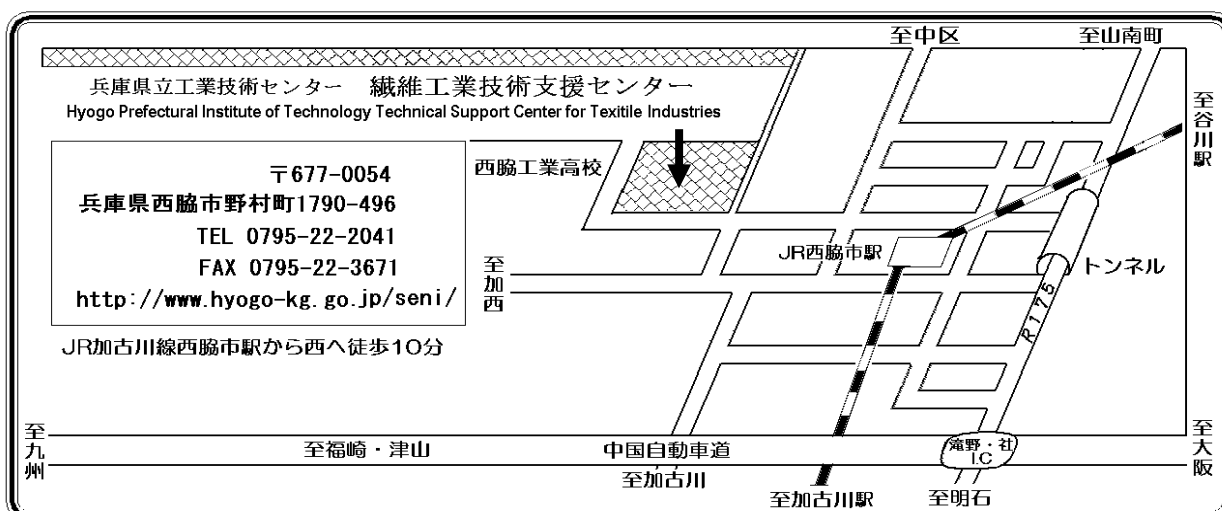 至中区
至山南町
兵庫県立工業技術センター 繊維工業技術支援センター
Hyogo Prefectural Institute of Technology Technical Support Center for Texitile Industries
至谷川駅
西脇工業高校
〒677-0054
兵庫県西脇市野村町1790-496
TEL 0795-22-2041
FAX 0795-22-3671
http://www.hyogo-kg.go.jp/seni/
JR西脇市駅
トンネル
至加西
R175
JR加古川線西脇市駅から西へ徒歩10分
至九州
至福崎・津山
中国自動車道
滝野・社
I.C
至大阪
至加古川
至加古川駅
至明石